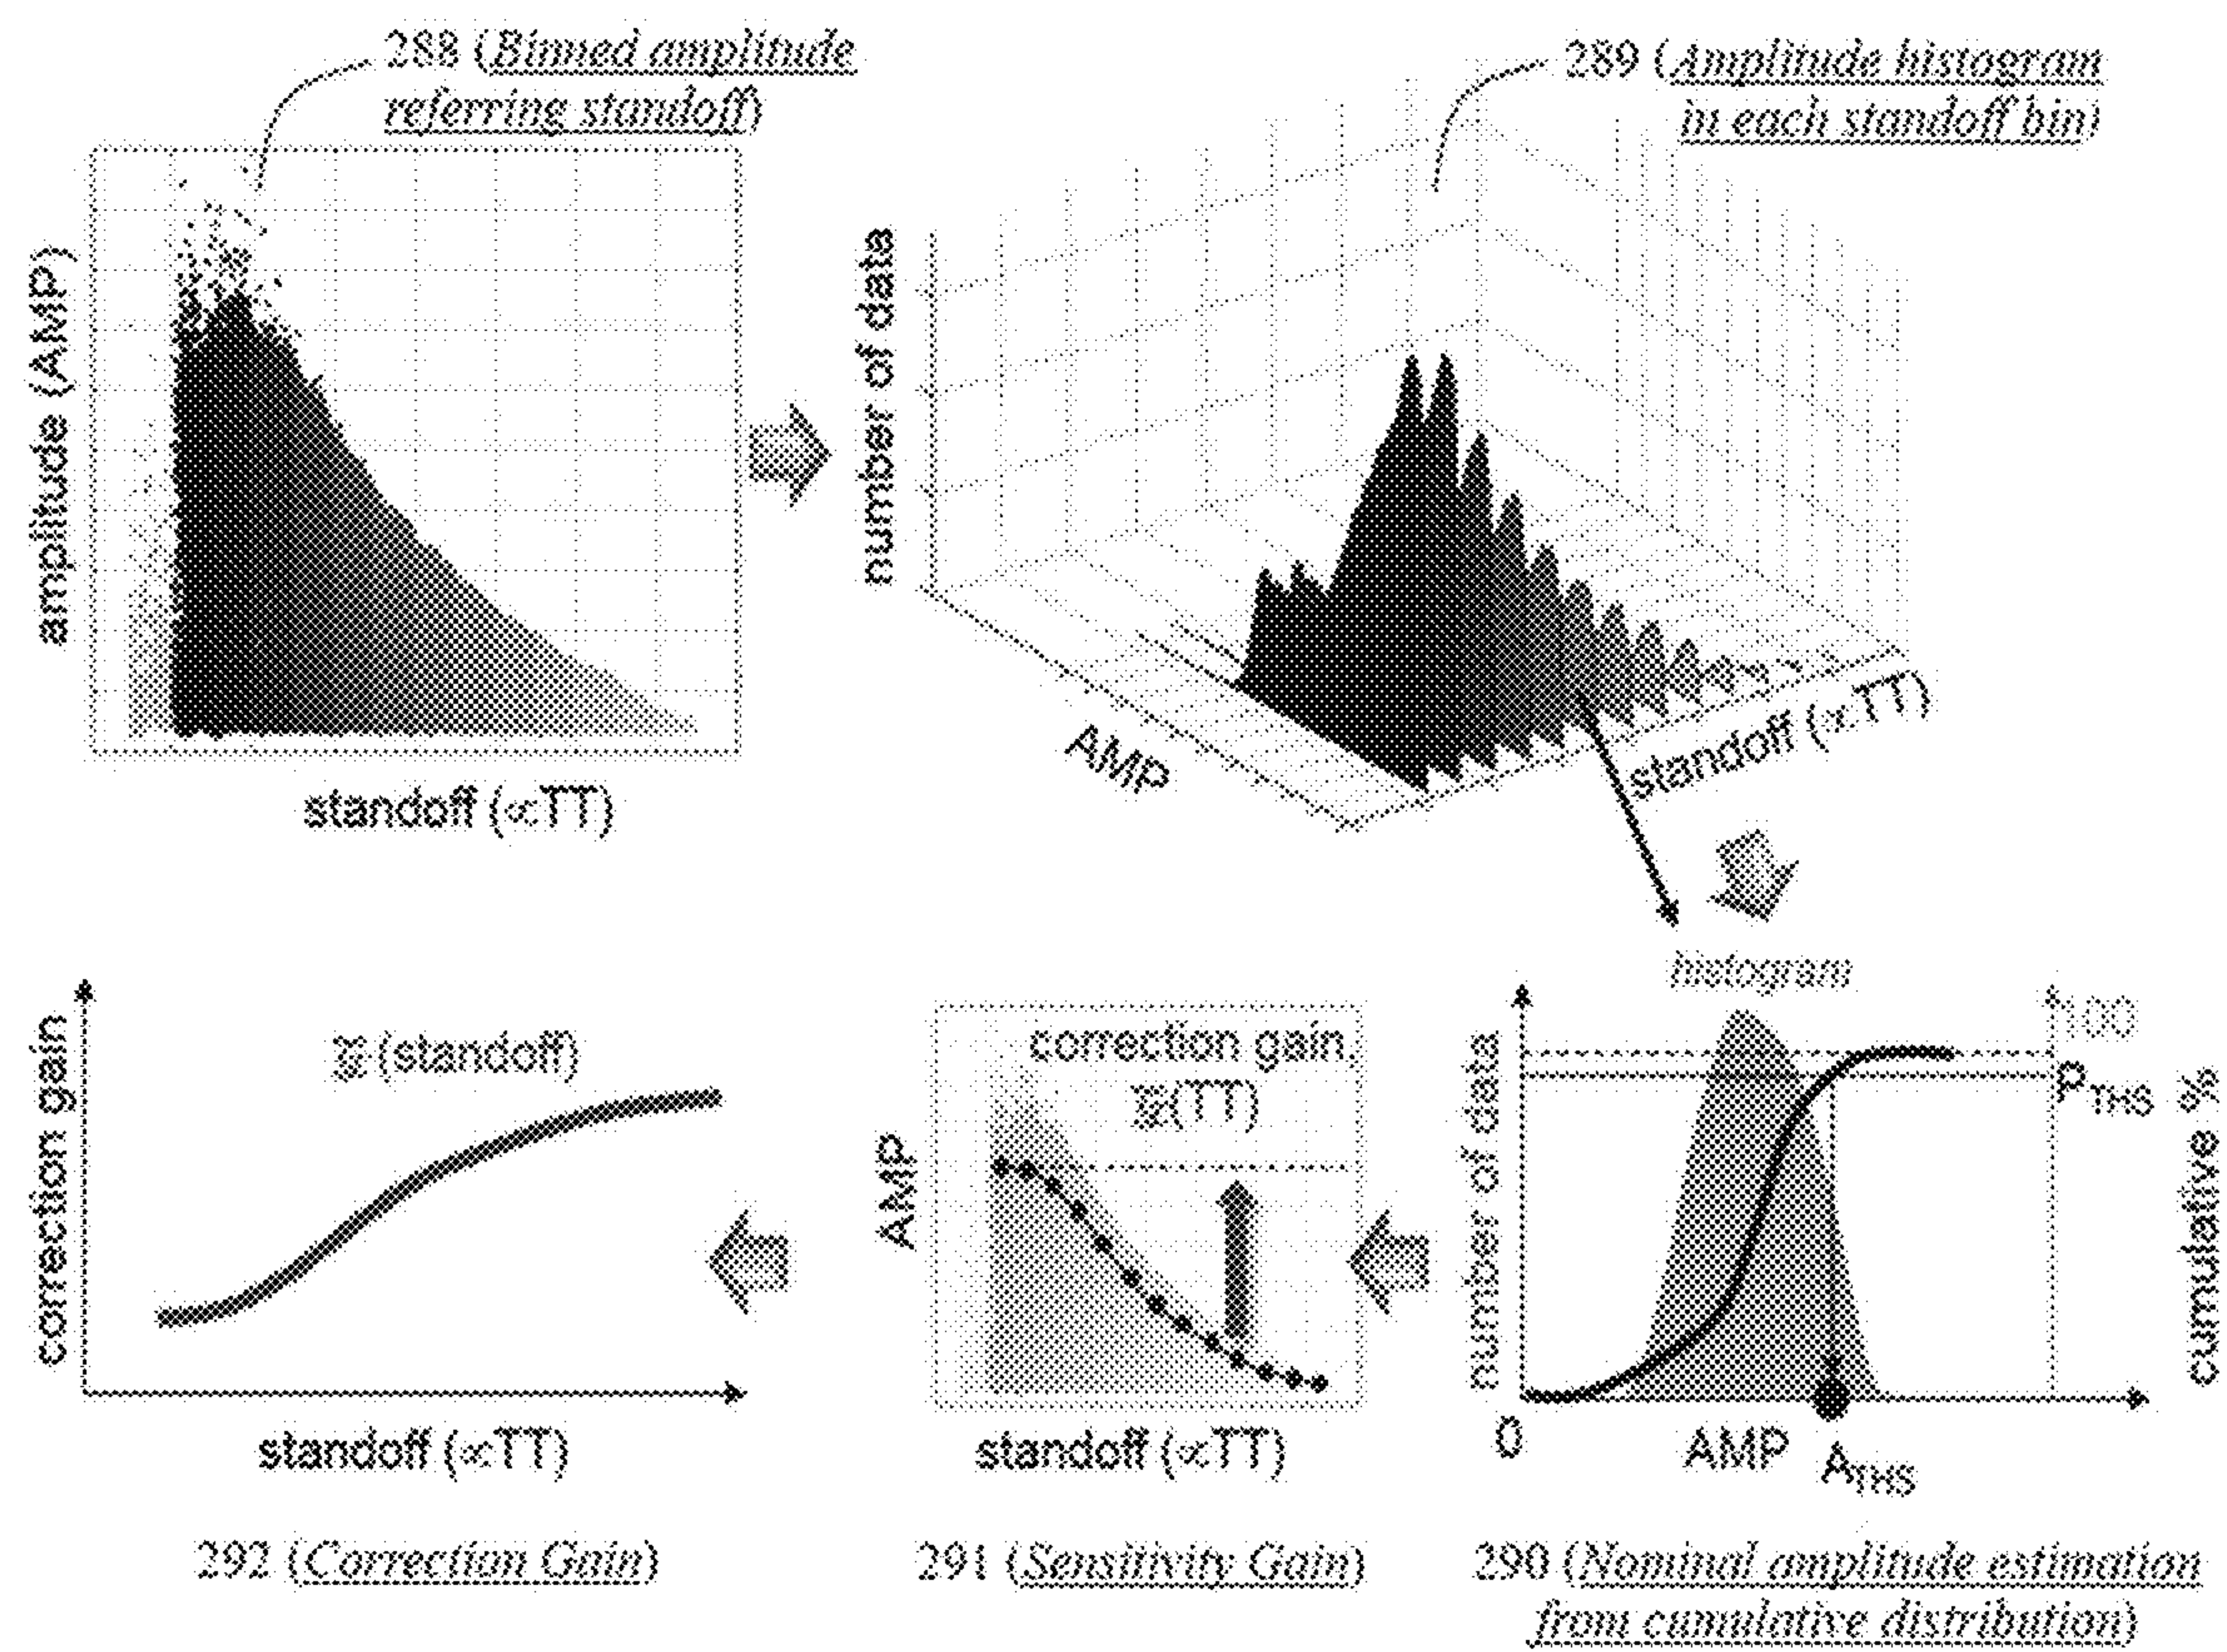 288 (Binned amplitude
referring standoff)
289 (Amplitude histogram
in each standoff bin)
amplitude (AMP)
standoff (∝TT)
number of data
AMP
standoff (∝TT)
histogram
correction gain
g (standoff)
standoff (∝TT)
292 (Correction Gain)
correction gain
g(TT)
AMP
standoff (∝TT)
291 (Sensitivity Gain)
number of data
100
PTHS
cumulative %
0
AMP
ATHS
290 (Nominal amplitude estimation
from cumulative distribution)